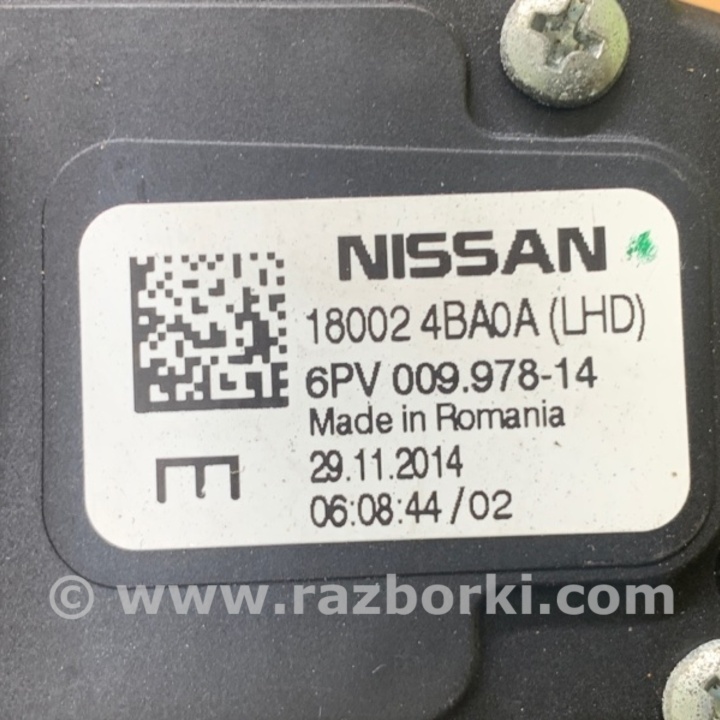 NISSAN
18002 4BA0A (LHD)
6PV 009.978-14
Made in Romania
29.11.2014
06:08:44/02
E
© www.razborki.com